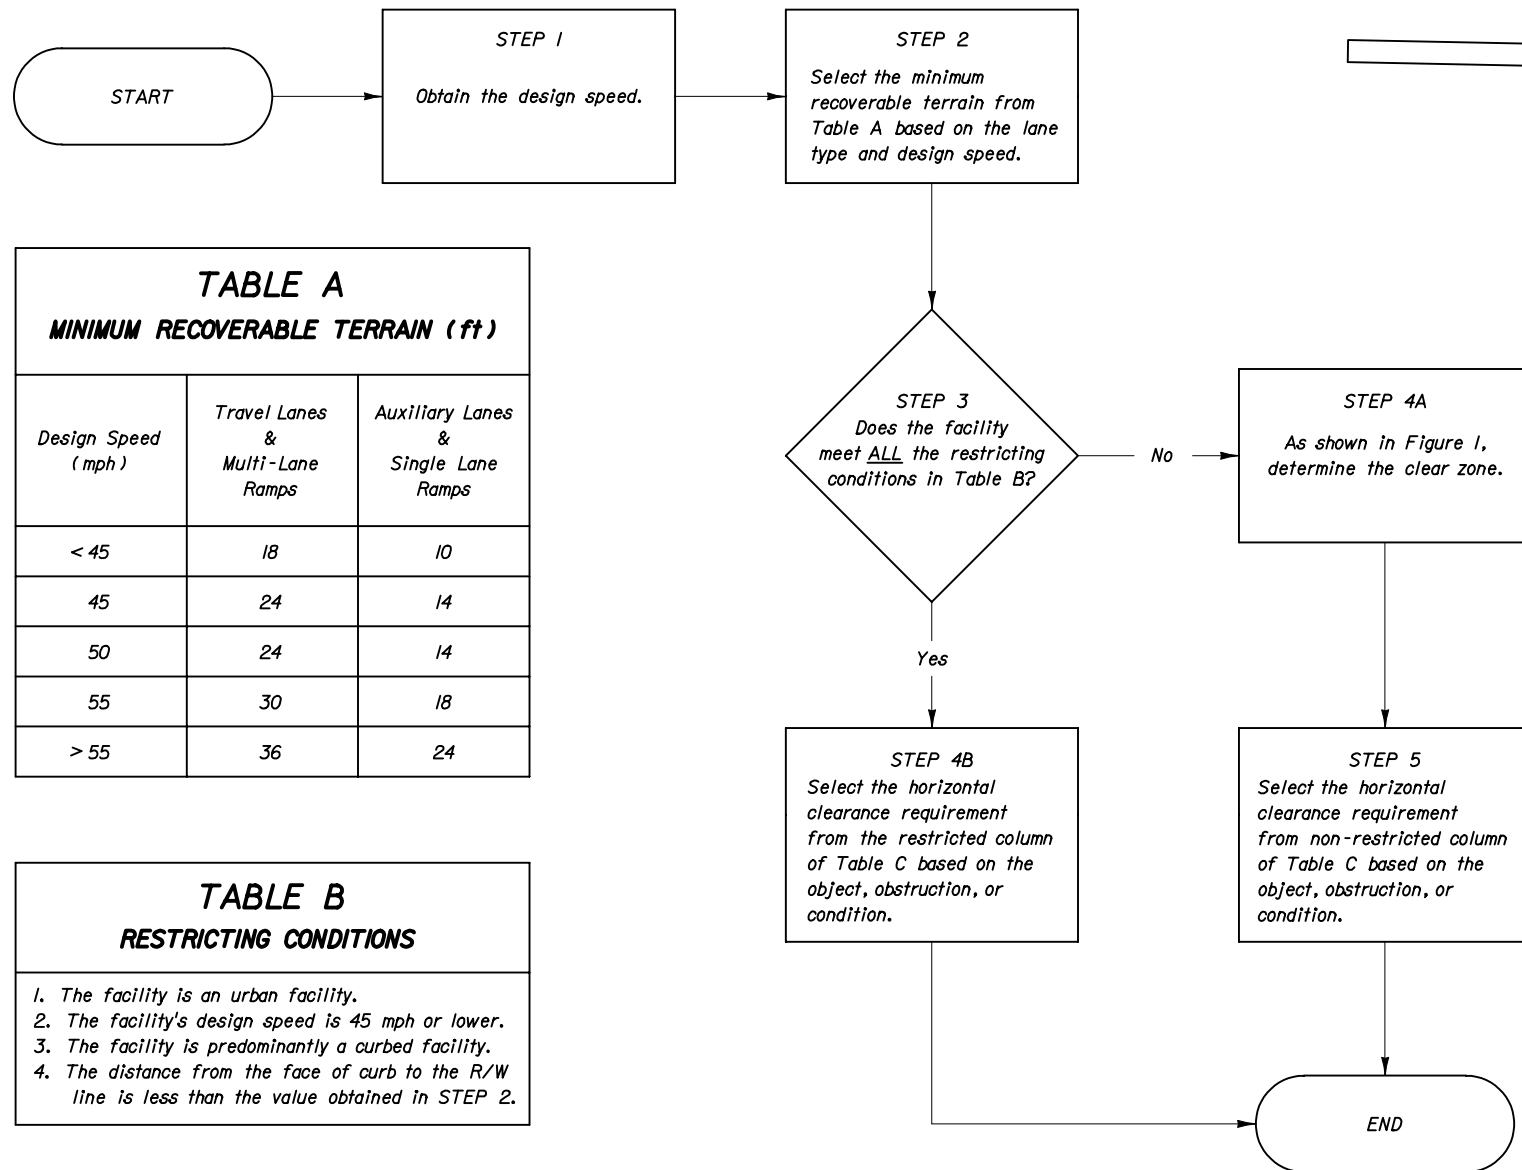 START
STEP 1
Obtain the design speed.
STEP 2
Select the minimum
recoverable terrain from
Table A based on the lane
type and design speed.
TABLE A
MINIMUM RECOVERABLE TERRAIN (ft)
Design Speed
(mph)
Travel Lanes
&
Multi-Lane
Ramps
Auxiliary Lanes
&
Single Lane
Ramps
< 45
18
10
45
24
14
50
24
14
55
30
18
> 55
36
24
STEP 3
Does the facility
meet ALL the restricting
conditions in Table B?
No
STEP 4A
As shown in Figure 1,
determine the clear zone.
Yes
STEP 4B
Select the horizontal
clearance requirement
from the restricted column
of Table C based on the
object, obstruction, or
condition.
STEP 5
Select the horizontal
clearance requirement
from non-restricted column
of Table C based on the
object, obstruction, or
condition.
TABLE B
RESTRICTING CONDITIONS
1. The facility is an urban facility.
2. The facility's design speed is 45 mph or lower.
3. The facility is predominantly a curbed facility.
4. The distance from the face of curb to the R/W
line is less than the value obtained in STEP 2.
END